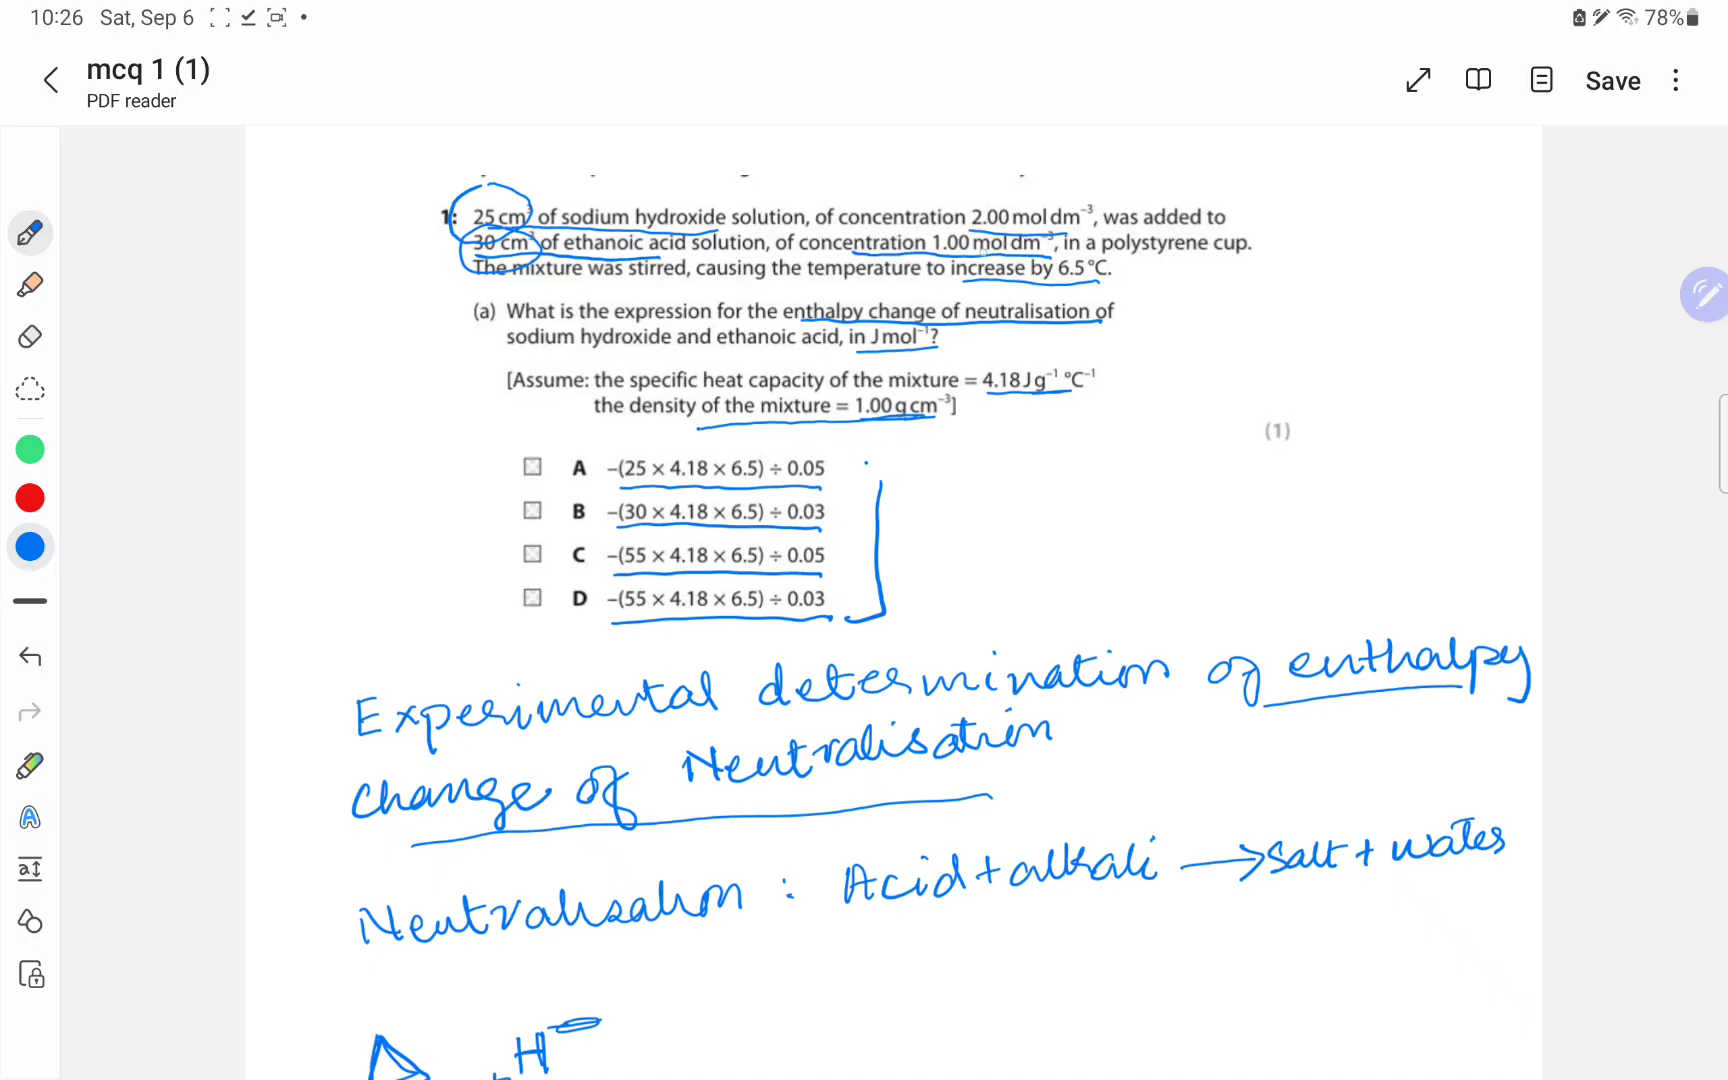 10:26 Sat, Sep 6
78%
mcq 1 (1)
PDF reader
Save
1: 25 cm³ of sodium hydroxide solution, of concentration 2.00 mol dm⁻³, was added to
30 cm³ of ethanoic acid solution, of concentration 1.00 mol dm⁻³, in a polystyrene cup.
The mixture was stirred, causing the temperature to increase by 6.5 °C.
(a) What is the expression for the enthalpy change of neutralisation of
sodium hydroxide and ethanoic acid, in J mol⁻¹?
[Assume: the specific heat capacity of the mixture = 4.18 J g⁻¹ °C⁻¹
the density of the mixture = 1.00 g cm⁻³]
(1)
A –(25 × 4.18 × 6.5) ÷ 0.05
B –(30 × 4.18 × 6.5) ÷ 0.03
C –(55 × 4.18 × 6.5) ÷ 0.05
D –(55 × 4.18 × 6.5) ÷ 0.03
Experimental determination of enthalpy
change of Neutralisation
Neutralisation : Acid + alkali → salt + water
H